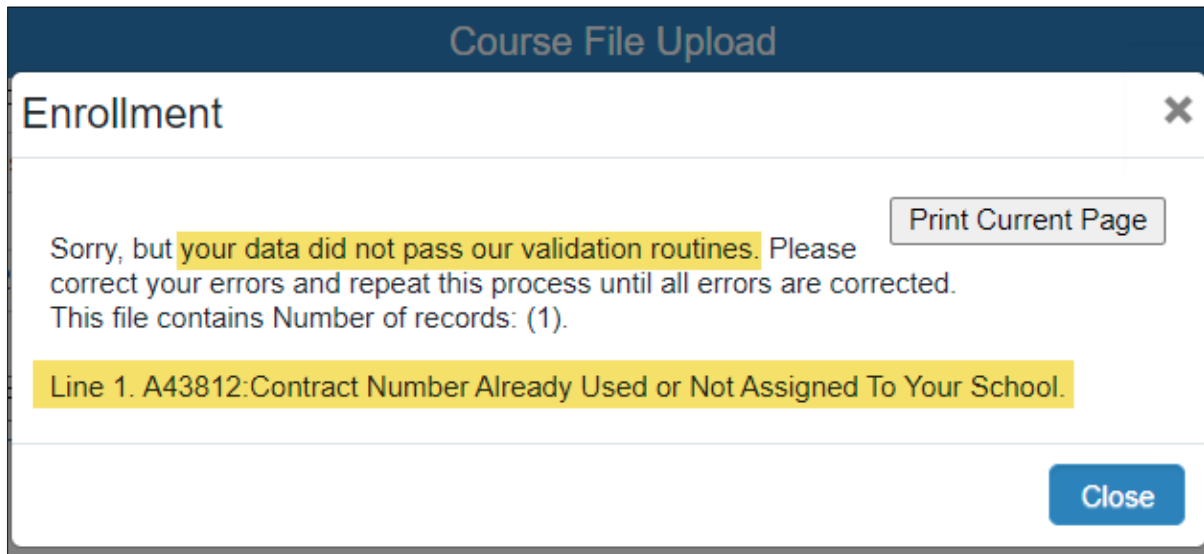 Course File Upload
Enrollment
Print Current Page
Sorry, but your data did not pass our validation routines. Please
correct your errors and repeat this process until all errors are corrected.
This file contains Number of records: (1).
Line 1. A43812:Contract Number Already Used or Not Assigned To Your School.
Close